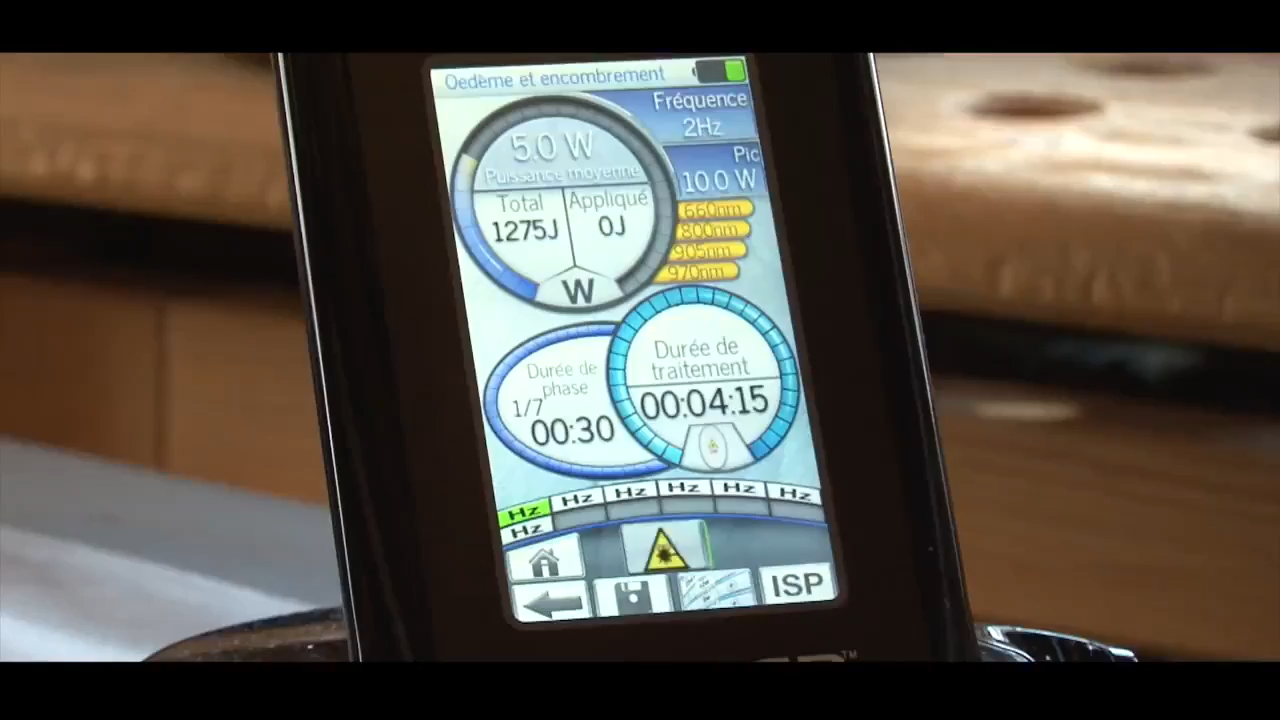 Oedème et encombrement
Fréquence
2Hz
5.0 W
Puissance moyenne
Pic
10.0 W
Total
1275J
Appliqué
0J
660nm
800nm
905nm
970nm
W
Durée de
phase
1/7
00:30
Durée de
traitement
00:04:15
Hz Hz Hz Hz Hz Hz
Hz
ISP
TM